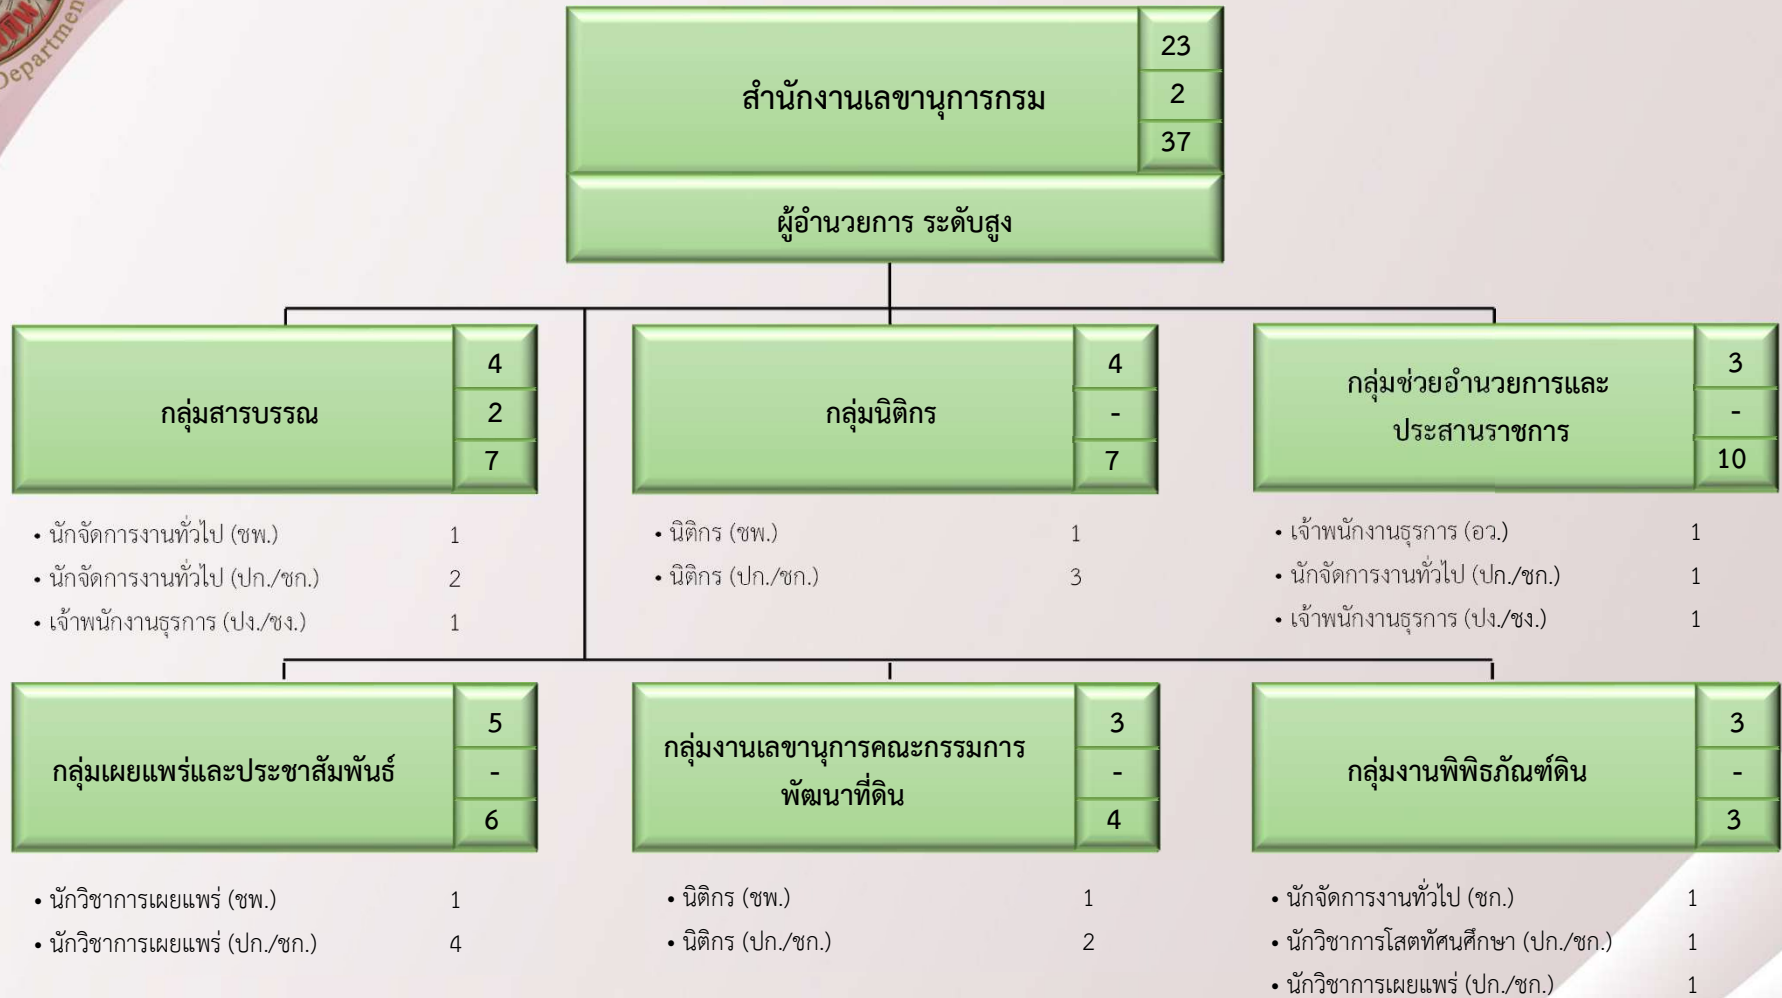 Department
สำนักงานเลขานุการกรม
23
2
37
ผู้อำนวยการ ระดับสูง
กลุ่มสารบรรณ
4
2
7
• นักจัดการงานทั่วไป (ชพ.) 1
• นักจัดการงานทั่วไป (ปก./ชก.) 2
• เจ้าพนักงานธุรการ (ปง./ชง.) 1
กลุ่มนิติกร
4
-
7
• นิติกร (ชพ.) 1
• นิติกร (ปก./ชก.) 3
กลุ่มช่วยอำนวยการและ
ประสานราชการ
3
-
10
• เจ้าพนักงานธุรการ (อว.) 1
• นักจัดการงานทั่วไป (ปก./ชก.) 1
• เจ้าพนักงานธุรการ (ปง./ชง.) 1
กลุ่มเผยแพร่และประชาสัมพันธ์
5
-
6
• นักวิชาการเผยแพร่ (ชพ.) 1
• นักวิชาการเผยแพร่ (ปก./ชก.) 4
กลุ่มงานเลขานุการคณะกรรมการ
พัฒนาที่ดิน
3
-
4
• นิติกร (ชพ.) 1
• นิติกร (ปก./ชก.) 2
กลุ่มงานพิพิธภัณฑ์ดิน
3
-
3
• นักจัดการงานทั่วไป (ชก.) 1
• นักวิชาการโสตทัศนศึกษา (ปก./ชก.) 1
• นักวิชาการเผยแพร่ (ปก./ชก.) 1